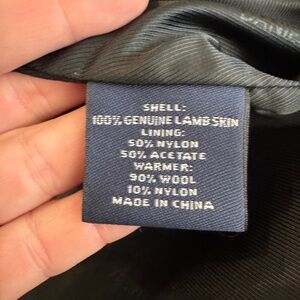 SHELL:
100% GENUINE LAMB SKIN
LINING:
50% NYLON
50% ACETATE
WARMER:
90% WOOL
10% NYLON
MADE IN CHINA